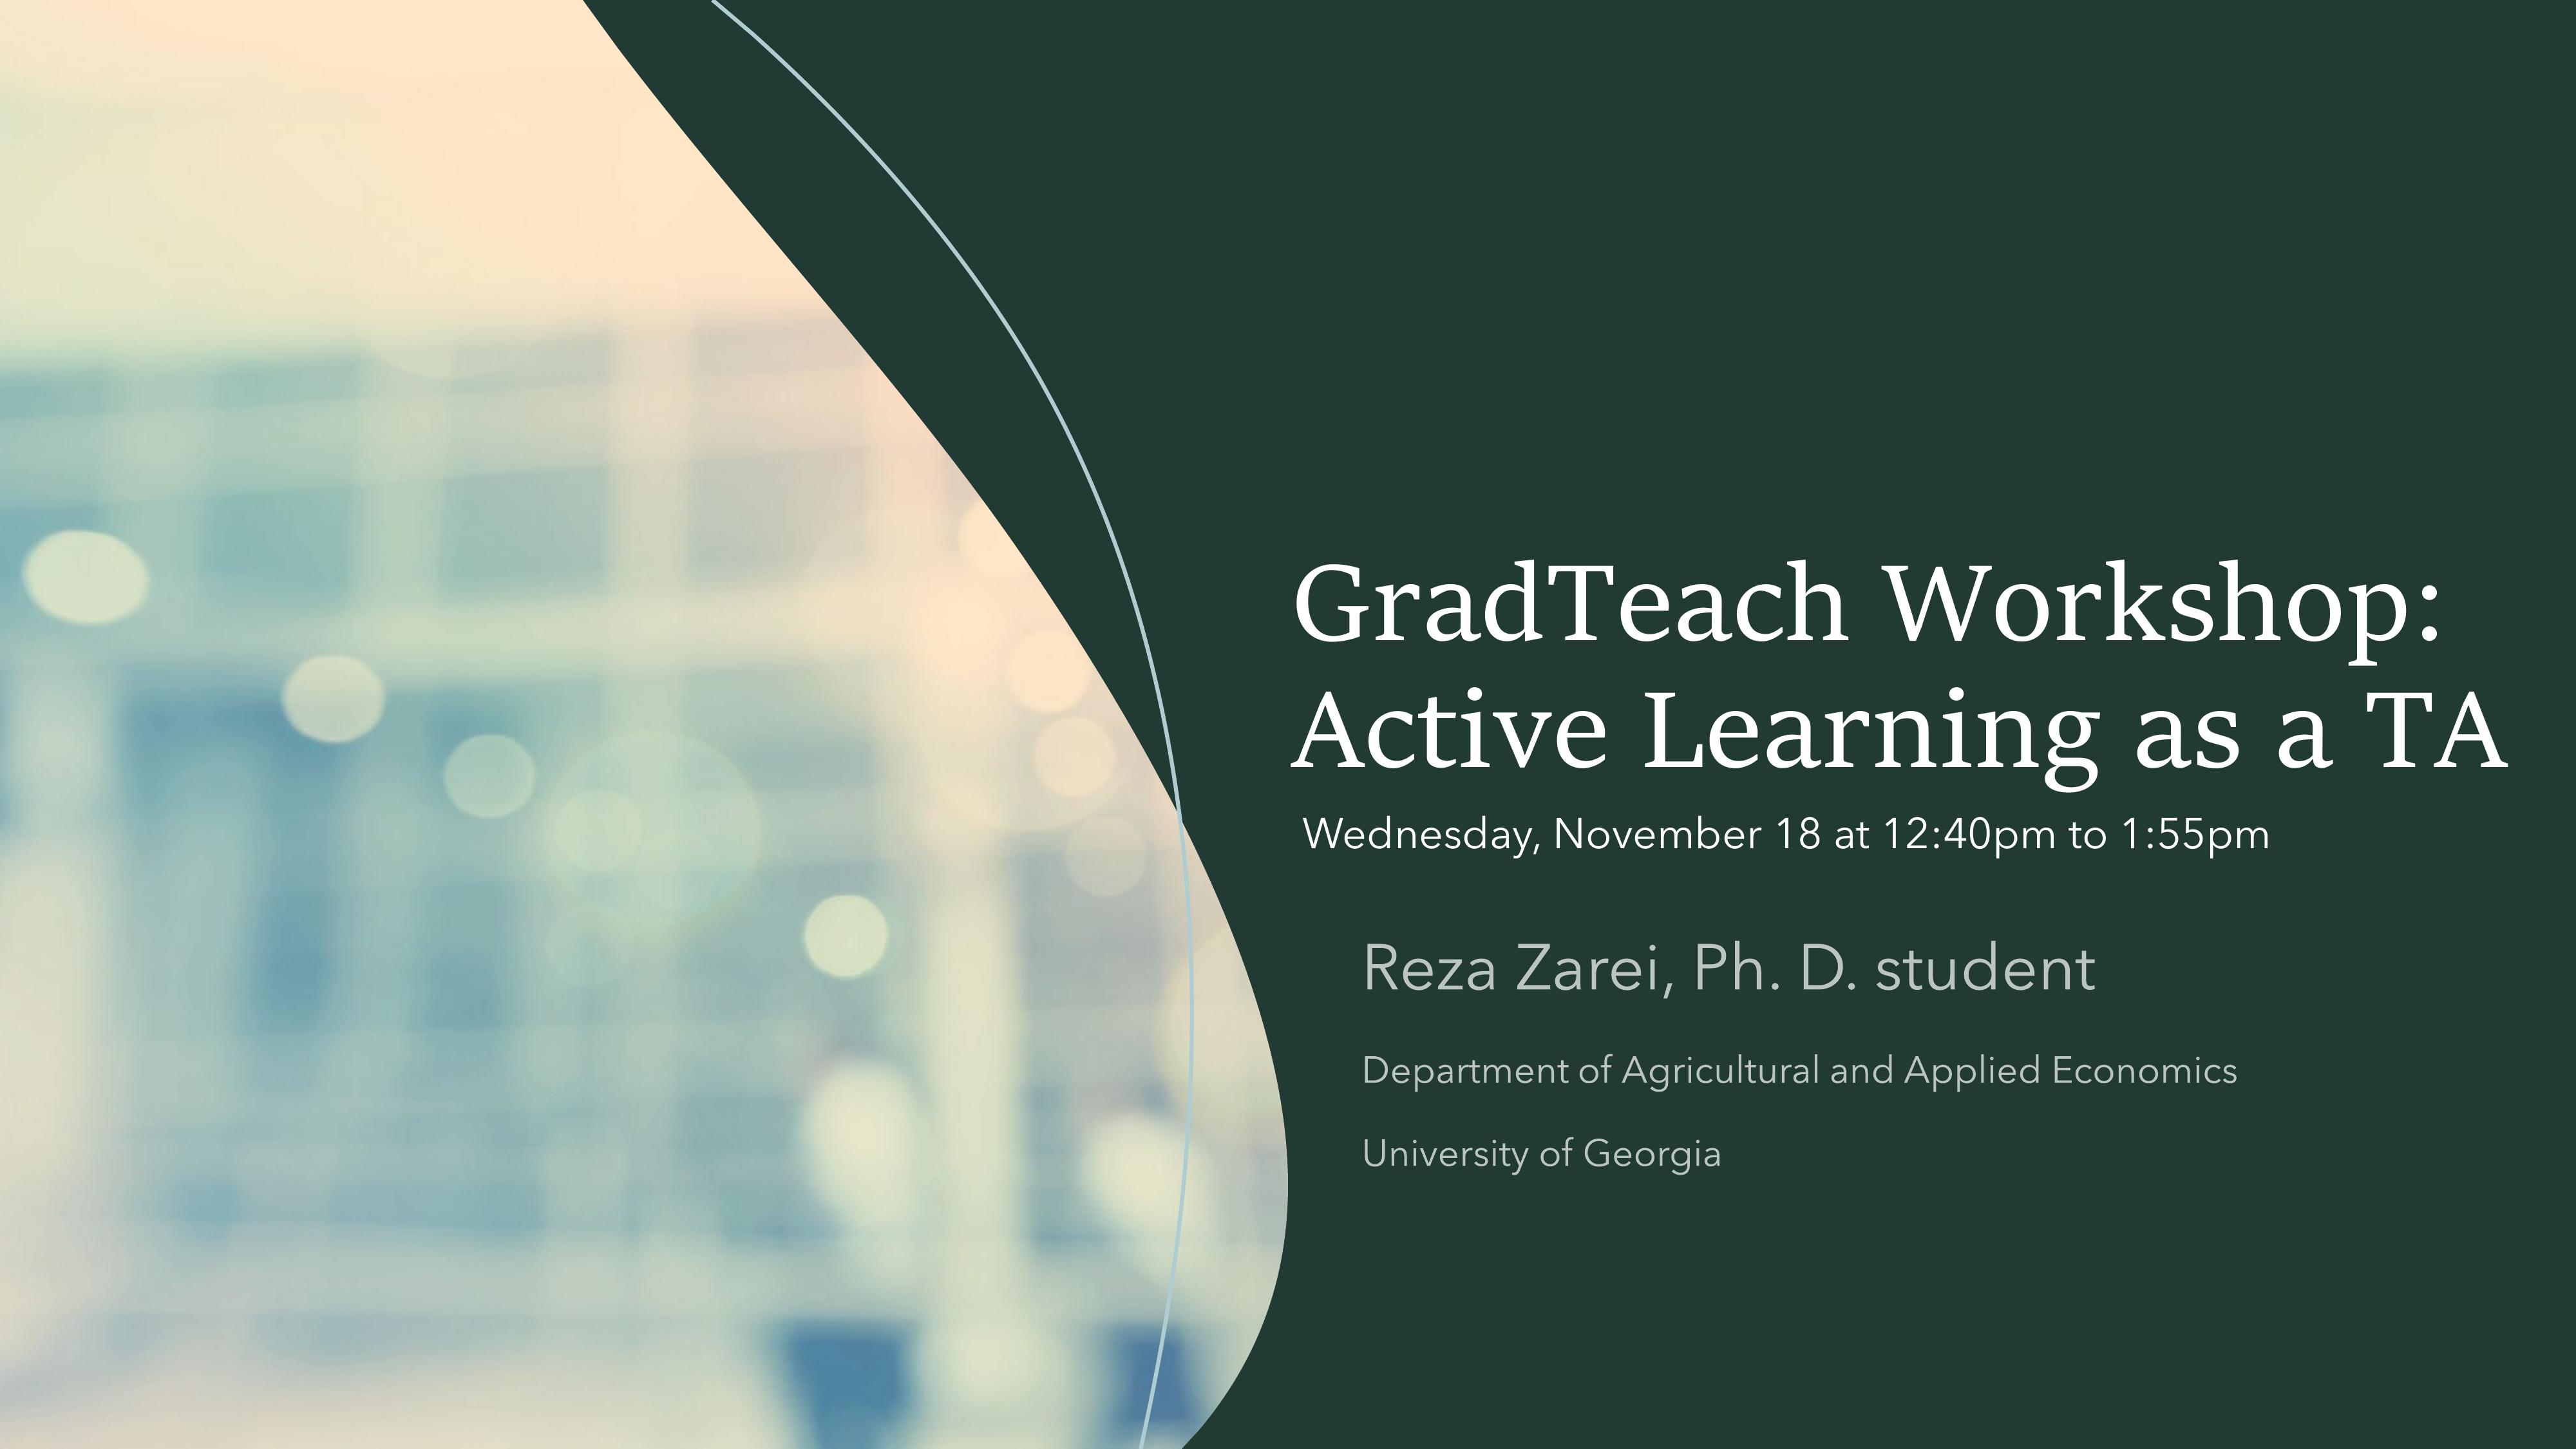 GradTeach Workshop:
Active Learning as a TA
Wednesday, November 18 at 12:40pm to 1:55pm
Reza Zarei, Ph. D. student
Department of Agricultural and Applied Economics
University of Georgia